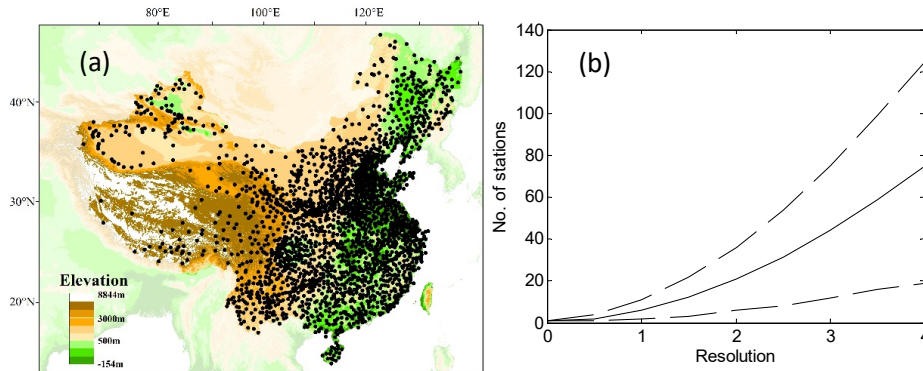 80°E 100°E 120°E
(a)
40°N
30°N
20°N
Elevation
8844m
3000m
500m
-154m
(b)
No. of stations
140
120
100
80
60
40
20
0
0 1 2 3 4
Resolution